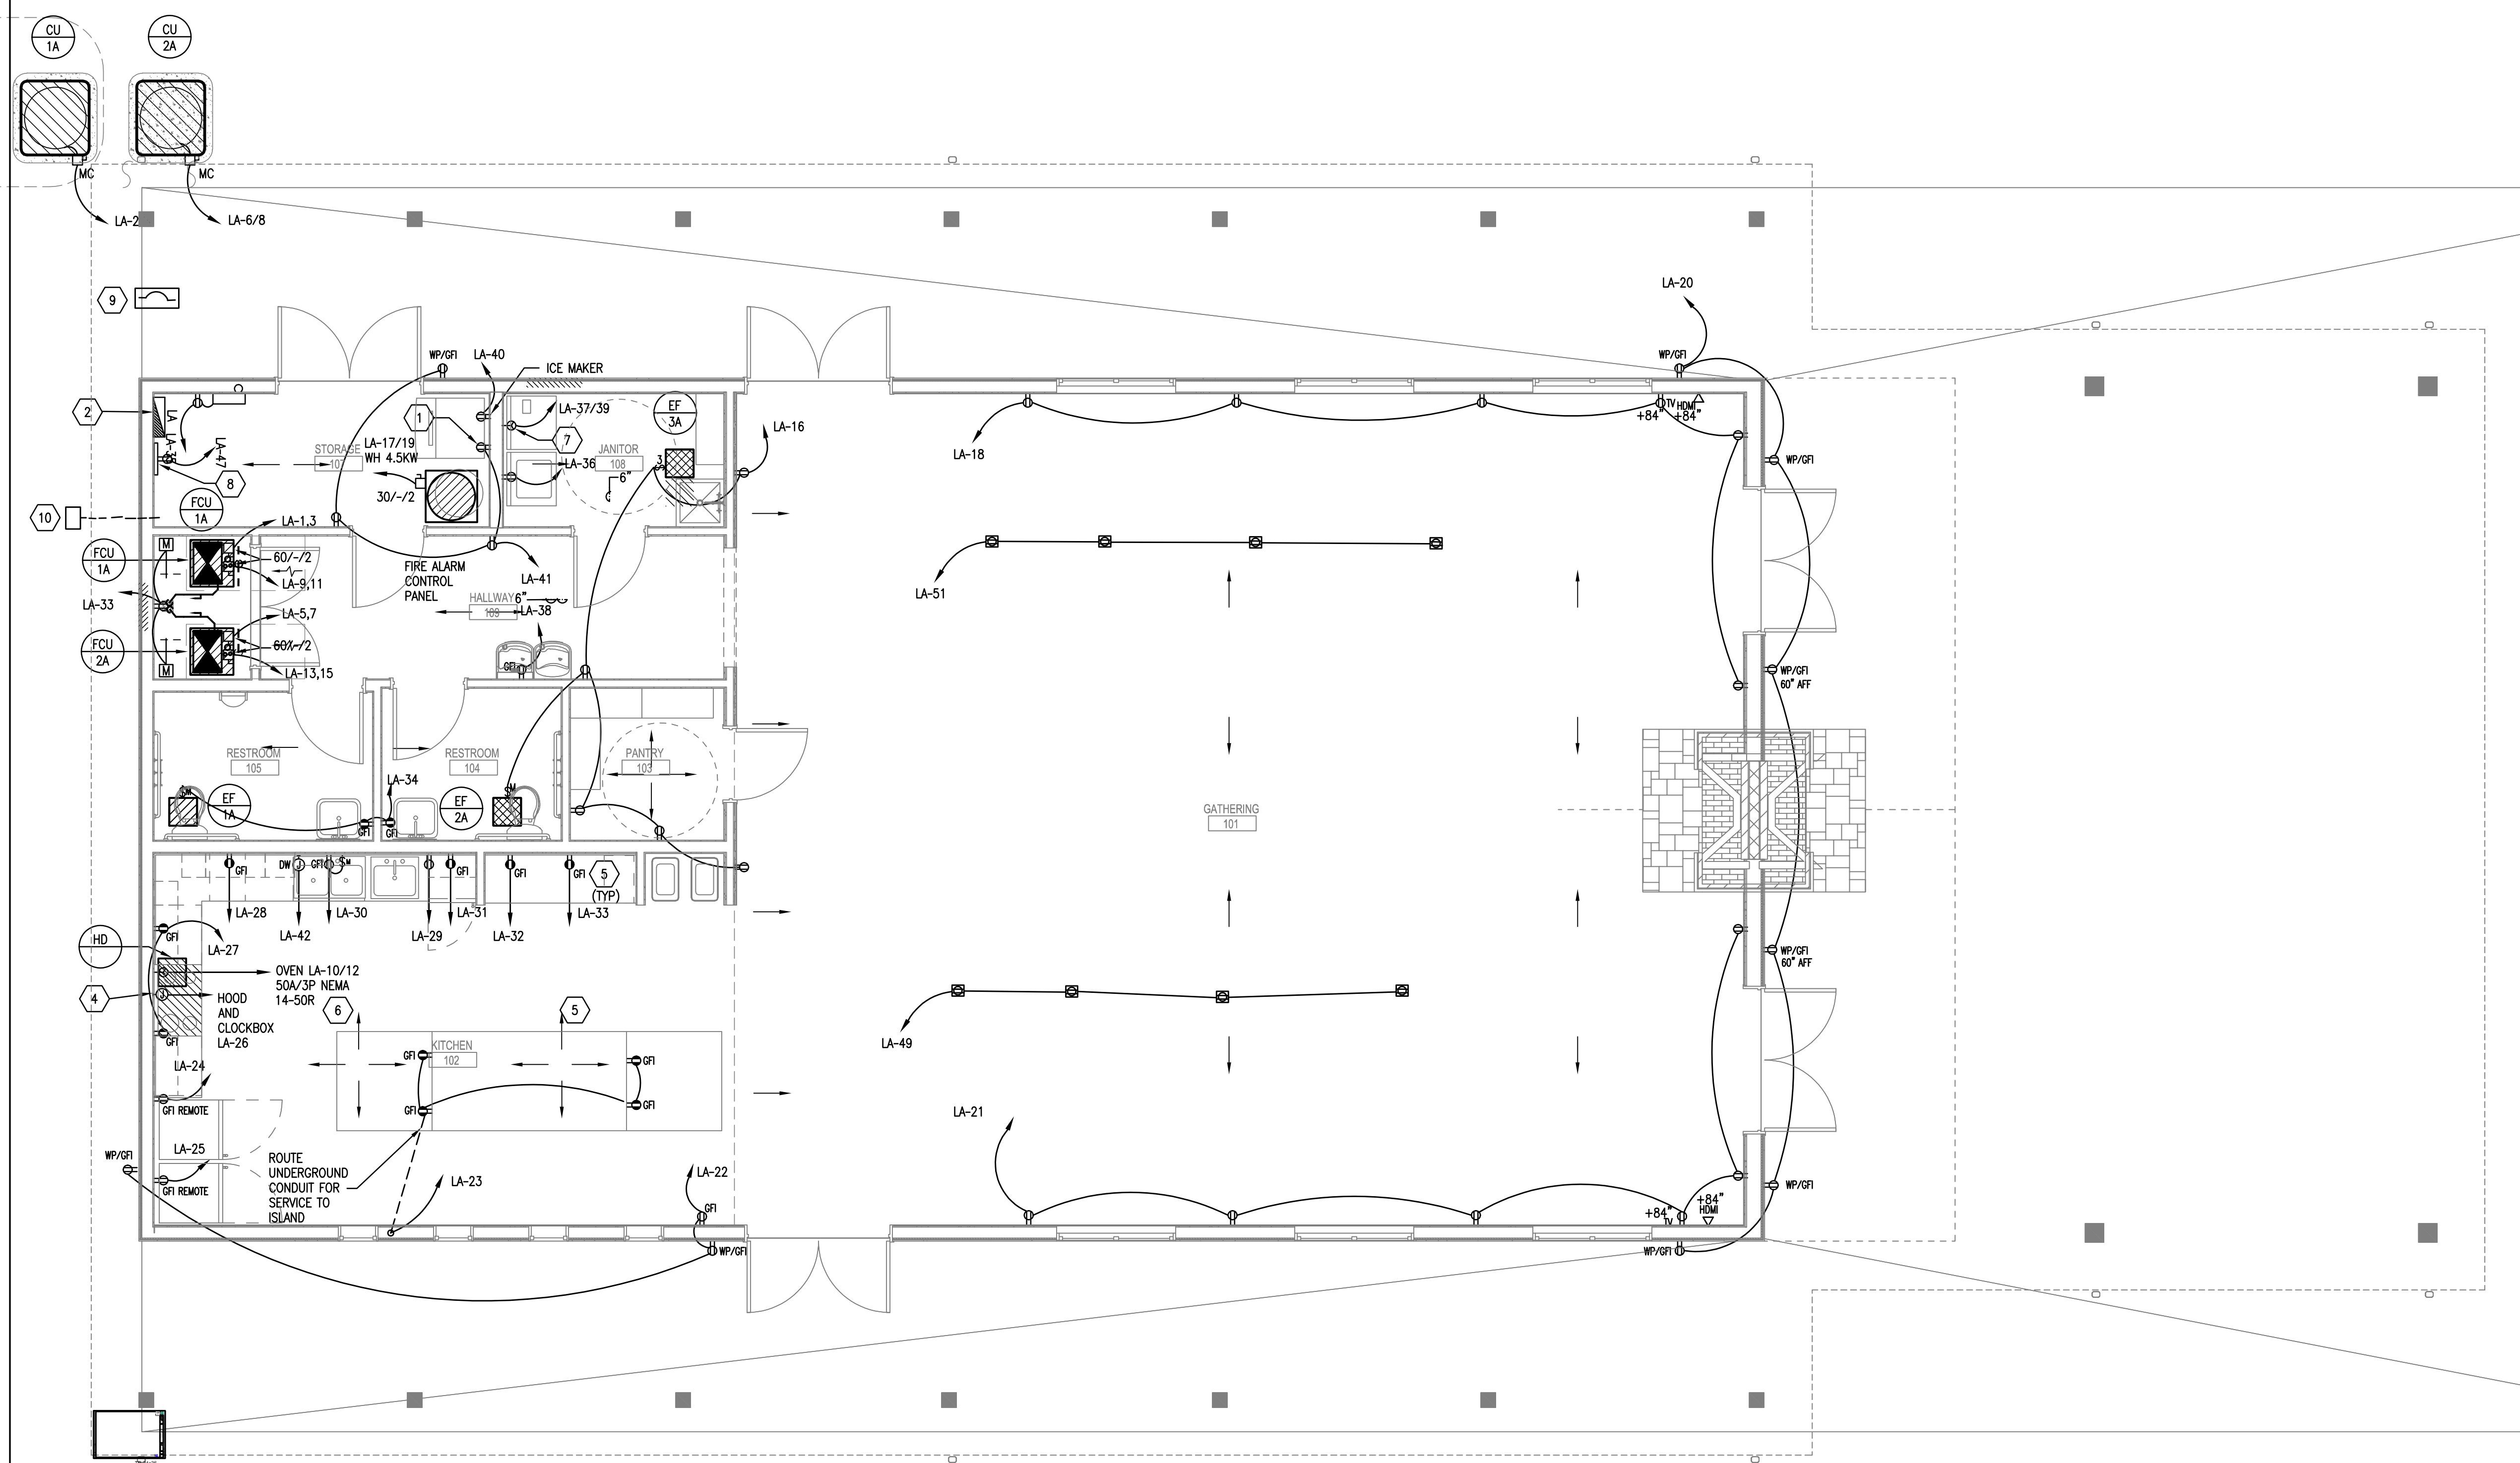 CU
1A
CU
2A
MC
MC
LA-2
LA-6/8
9
LA-20
WP/GFI
LA-40
ICE MAKER
WP/GFI
2
LA
1
LA-37/39
EF
3A
LA-16
TV
HDMI
+84"
+84"
LA-35
LA-47
STORAGE
107
LA-17/19
WH 4.5KW
7
JANITOR
108
LA-36
6"
3
LA-18
WP/GFI
8
30/-/2
FCU
1A
10
LA-1,3
FCU
1A
M
60/-/2
LA-9,11
FIRE ALARM
CONTROL
PANEL
LA-41
LA-33
HALLWAY
109
6"
LA-38
LA-51
LA-5,7
FCU
2A
60/-/2
M
LA-13,15
GFI
WP/GFI
60" AFF
RESTROOM
105
RESTROOM
104
PANTRY
103
LA-34
$M
EF
1A
GFI
GFI
EF
2A
$M
GATHERING
101
DW
J
GFI
$M
GFI
GFI
GFI
GFI
5
(TYP)
LA-28
LA-42
LA-30
LA-29
LA-31
LA-32
LA-33
HD
GFI
LA-27
WP/GFI
60" AFF
OVEN LA-10/12
50A/3P NEMA
14-50R
4
J
HOOD
AND
CLOCKBOX
LA-26
GFI
6
5
KITCHEN
102
GFI
GFI
LA-49
LA-24
GFI REMOTE
GFI
GFI
LA-21
LA-25
WP/GFI
GFI REMOTE
ROUTE
UNDERGROUND
CONDUIT FOR
SERVICE TO
ISLAND
LA-23
LA-22
GFI
WP/GFI
+84"
HDMI
+84"
TV
WP/GFI
WP/GFI